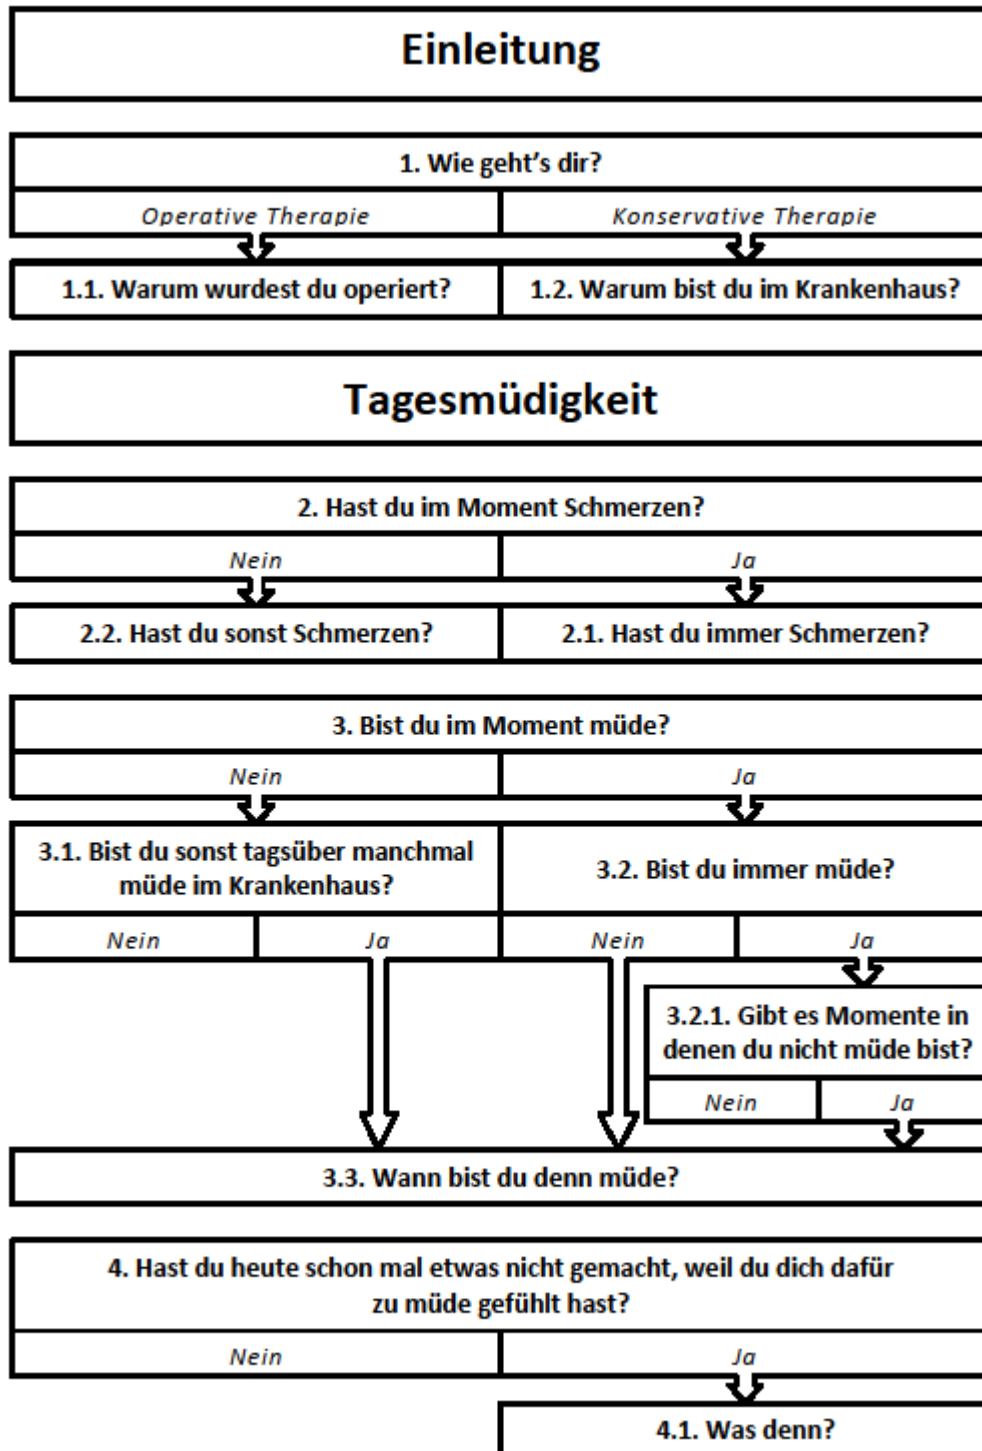 Einleitung
1. Wie geht's dir?
Operative Therapie
Konservative Therapie
1.1. Warum wurdest du operiert?
1.2. Warum bist du im Krankenhaus?
Tagesmüdigkeit
2. Hast du im Moment Schmerzen?
Nein
Ja
2.2. Hast du sonst Schmerzen?
2.1. Hast du immer Schmerzen?
3. Bist du im Moment müde?
Nein
Ja
3.1. Bist du sonst tagsüber manchmal
müde im Krankenhaus?
3.2. Bist du immer müde?
Nein
Ja
Nein
Ja
3.2.1. Gibt es Momente in
denen du nicht müde bist?
Nein
Ja
3.3. Wann bist du denn müde?
4. Hast du heute schon mal etwas nicht gemacht, weil du dich dafür
zu müde gefühlt hast?
Nein
Ja
4.1. Was denn?